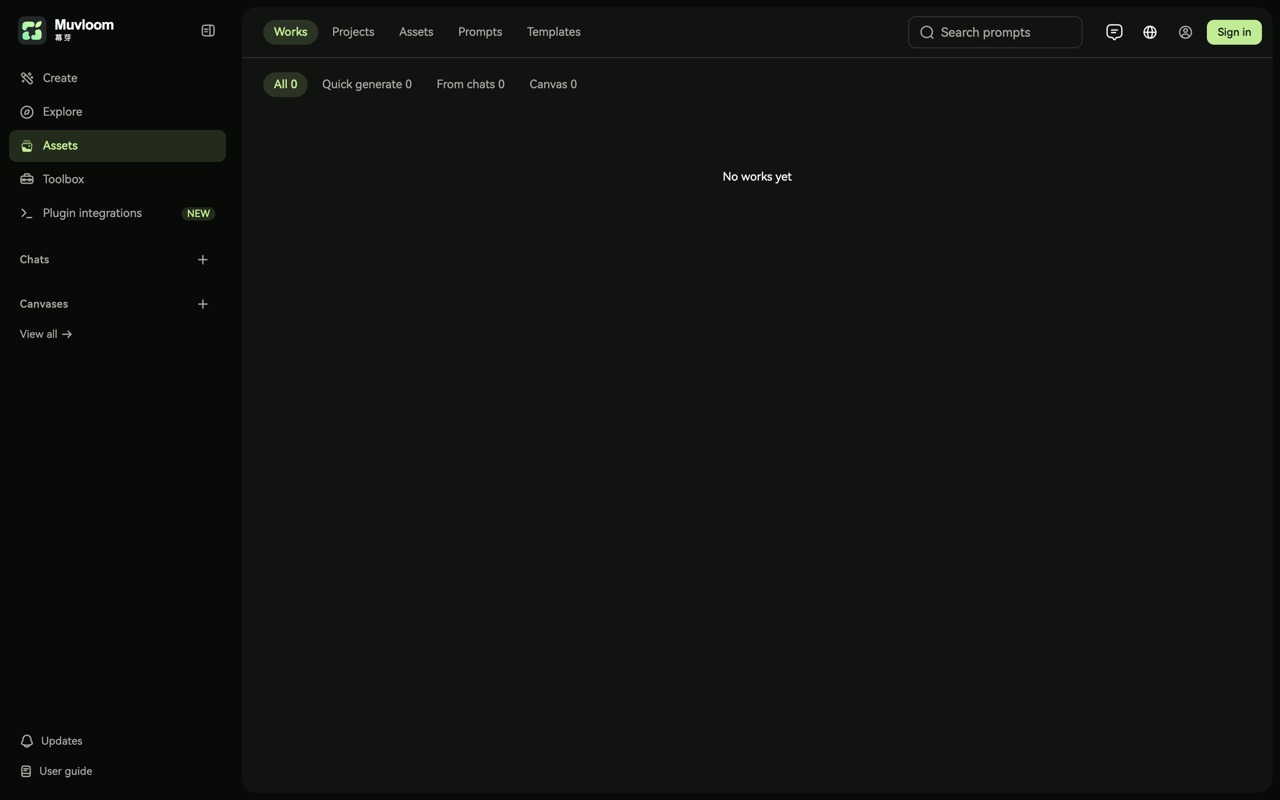 Muvloom
幕芽
Create
Explore
Assets
Toolbox
Plugin integrations NEW
Chats
Canvases
View all
Updates
User guide
Works Projects Assets Prompts Templates
Search prompts
Sign in
All 0 Quick generate 0 From chats 0 Canvas 0
No works yet